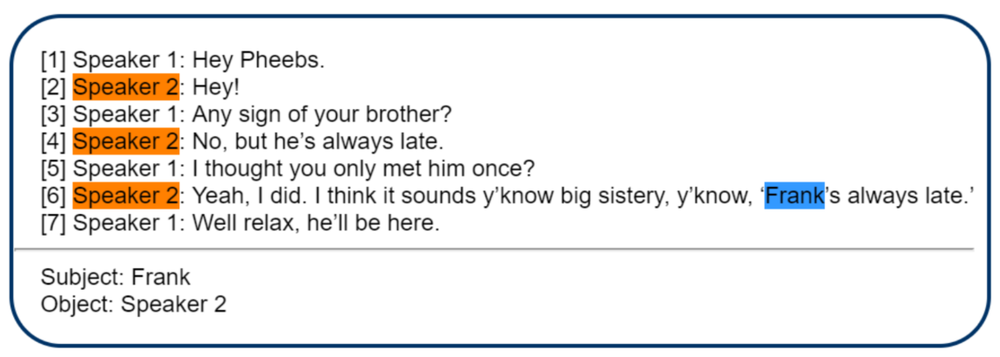 [1] Speaker 1: Hey Pheebs.
[2] Speaker 2: Hey!
[3] Speaker 1: Any sign of your brother?
[4] Speaker 2: No, but he’s always late.
[5] Speaker 1: I thought you only met him once?
[6] Speaker 2: Yeah, I did. I think it sounds y’know big sistery, y’know, ‘Frank’s always late.’
[7] Speaker 1: Well relax, he’ll be here.
Subject: Frank
Object: Speaker 2